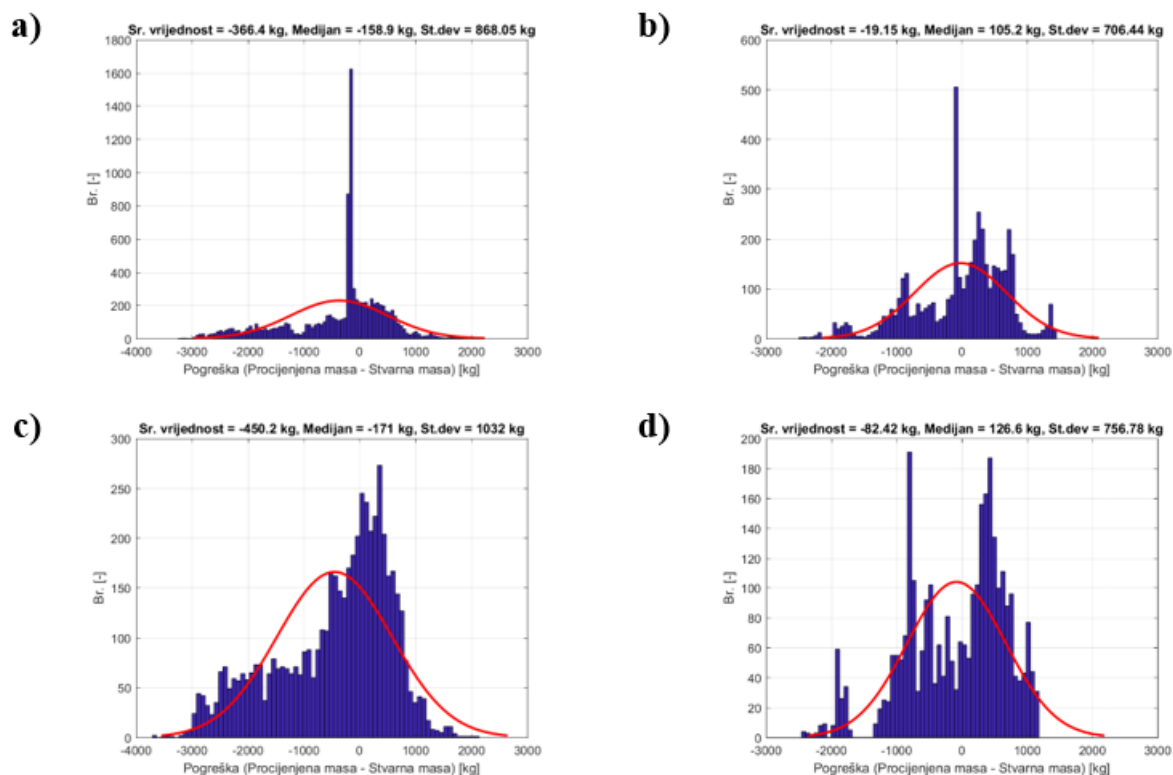 a)
Sr. vrijednost = -366.4 kg, Medijan = -158.9 kg, St.dev = 868.05 kg
1800
1600
1400
1200
1000
800
600
400
200
0
Br. [-]
-4000 -3000 -2000 -1000 0 1000 2000 3000
Pogreška (Procijenjena masa - Stvarna masa) [kg]
b)
Sr. vrijednost = -19.15 kg, Medijan = 105.2 kg, St.dev = 706.44 kg
600
500
400
300
200
100
0
Br. [-]
-3000 -2000 -1000 0 1000 2000 3000
Pogreška (Procijenjena masa - Stvarna masa) [kg]
c)
Sr. vrijednost = -450.2 kg, Medijan = -171 kg, St.dev = 1032 kg
300
250
200
150
100
50
0
Br. [-]
-4000 -3000 -2000 -1000 0 1000 2000 3000
Pogreška (Procijenjena masa - Stvarna masa) [kg]
d)
Sr. vrijednost = -82.42 kg, Medijan = 126.6 kg, St.dev = 756.78 kg
200
180
160
140
120
100
80
60
40
20
0
Br. [-]
-3000 -2000 -1000 0 1000 2000 3000
Pogreška (Procijenjena masa - Stvarna masa) [kg]